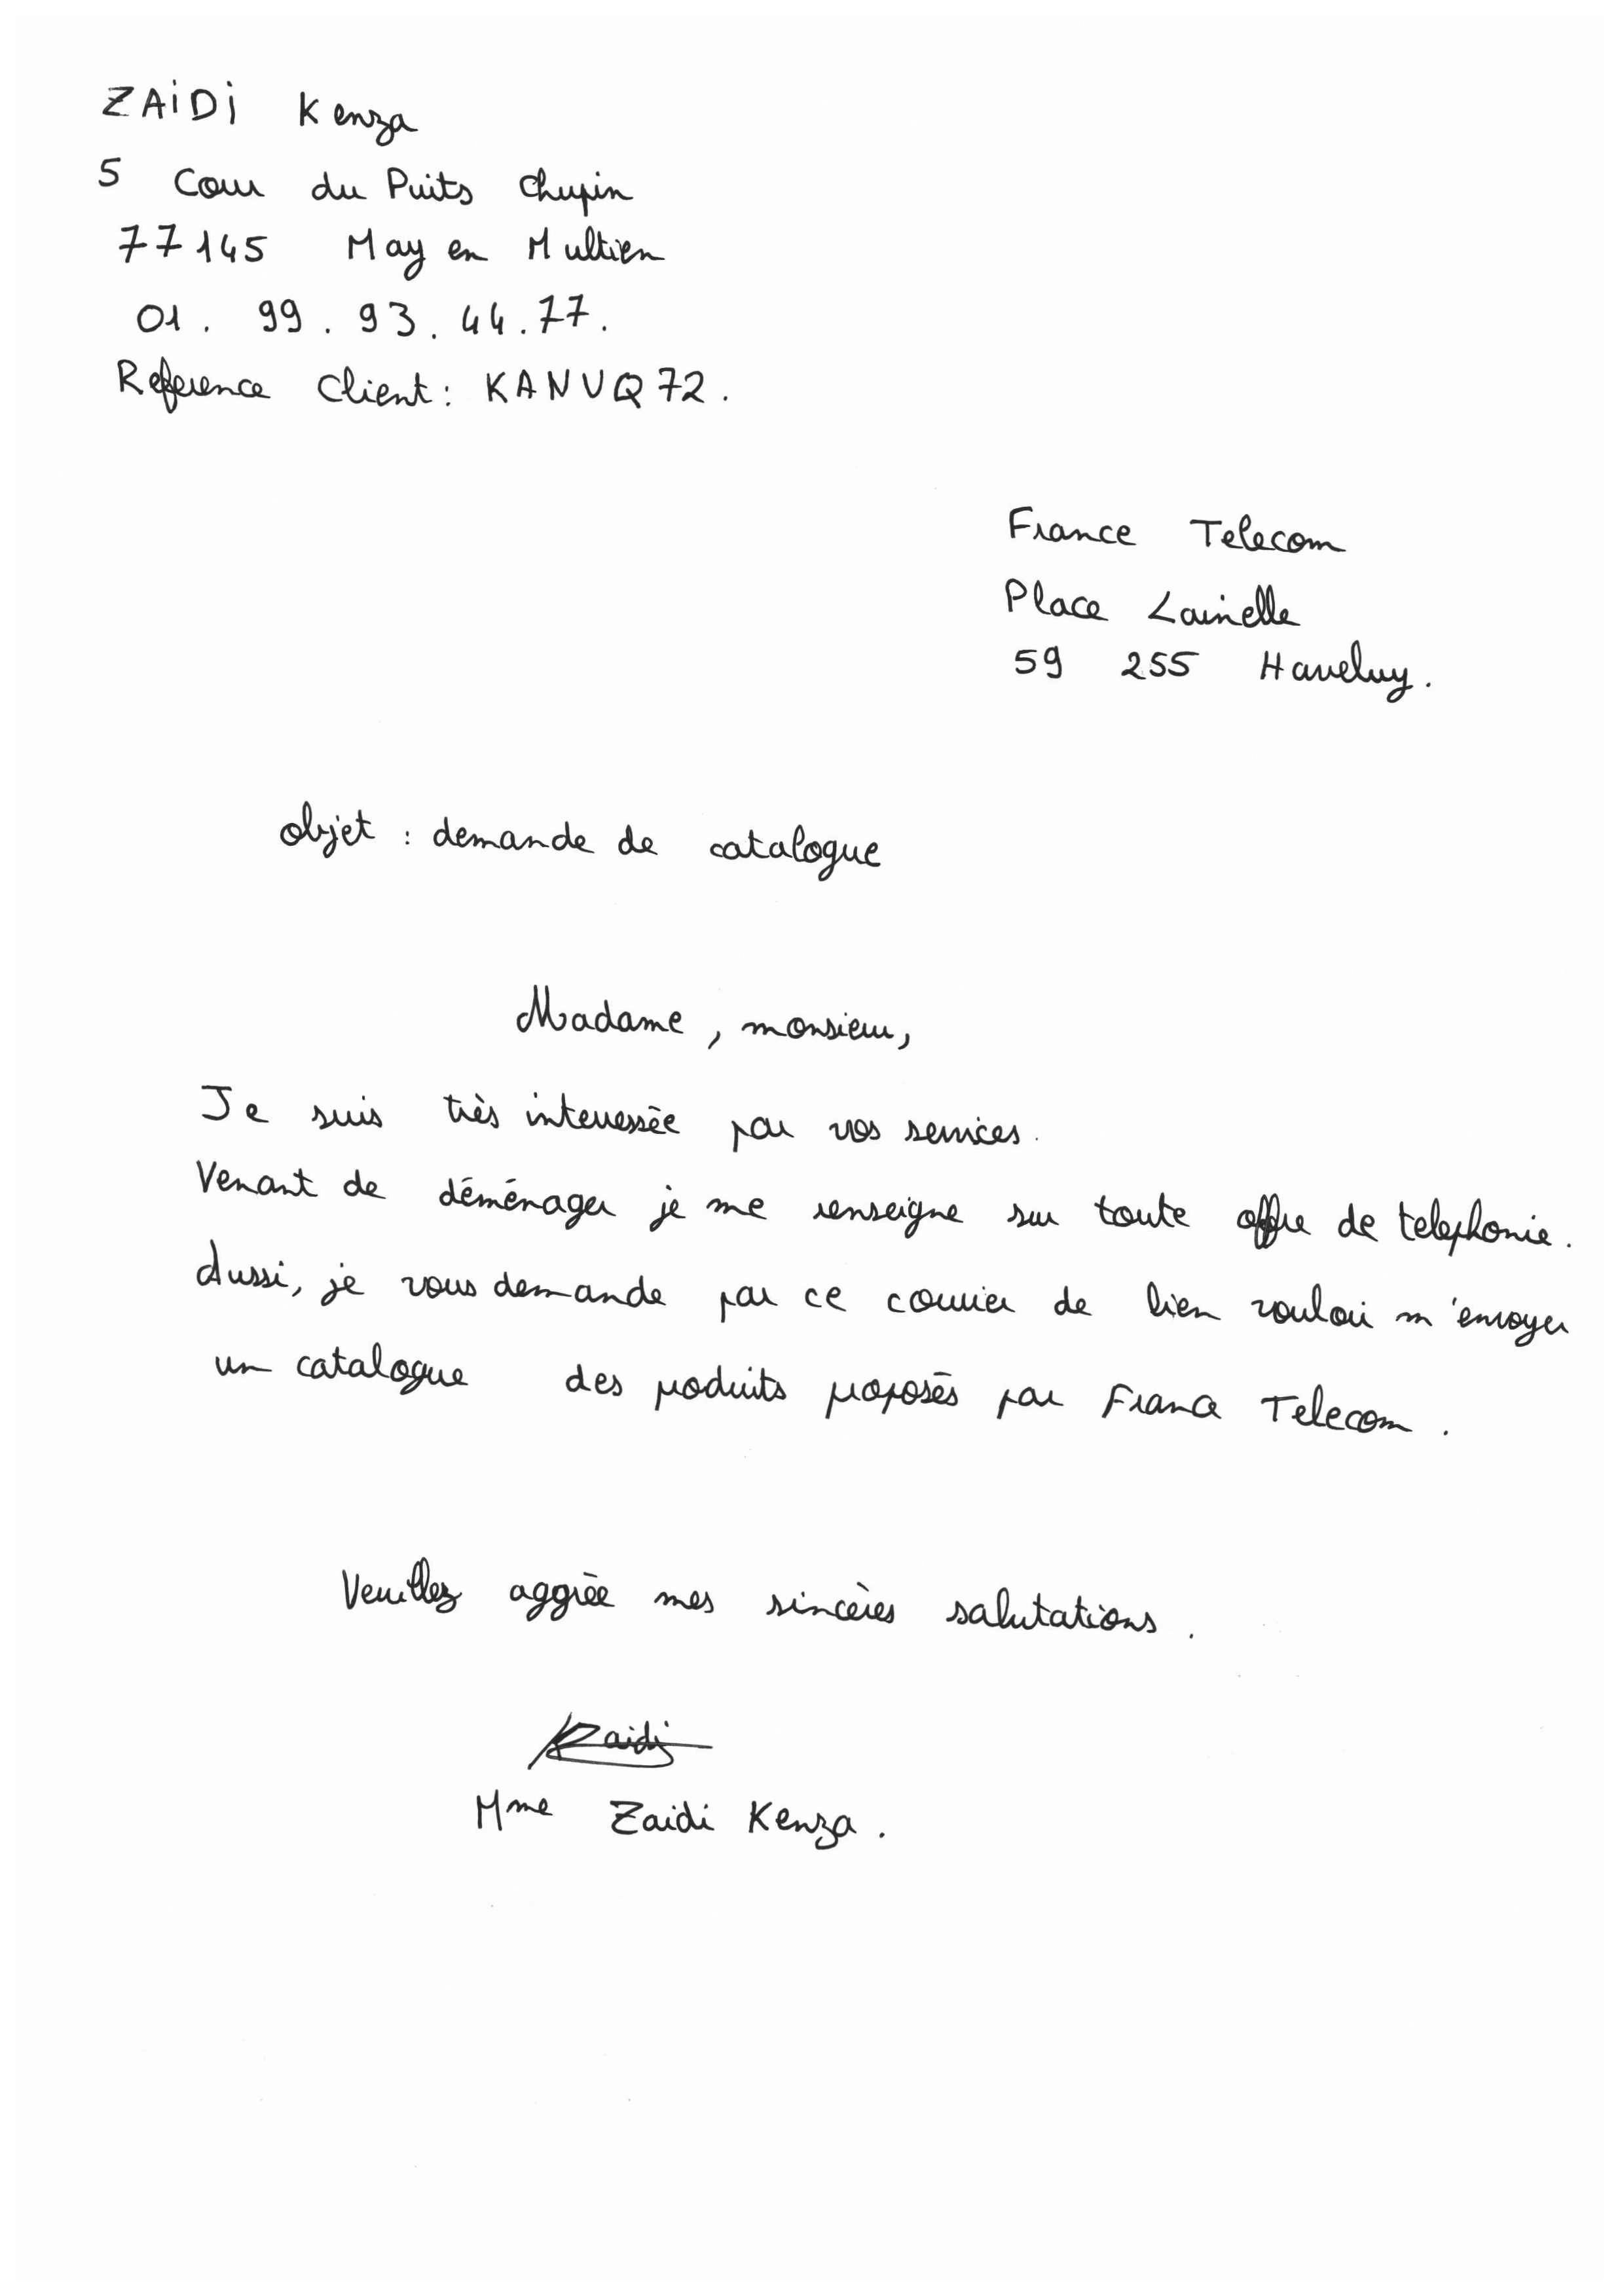 ZAiDi Kenza
5 Cour du Puits Chupin
77145 May en Multien
01. 99. 93. 44. 77.
Reference Client: KANVQ72.
France Telecom
Place
59 255 Haveluy.
objet : demande de catalogue
Madame, monsieur,
Je suis très interessée par vos services.
Venant de déménager je me renseigne sur toute offre de telephonie.
Aussi, je vous demande par ce courrier de bien vouloir m'envoyer
un catalogue des produits proposés par France Telecom.
Veuillez aggrée mes sincères salutations.
Zaidi
Mme Zaidi Kenza.